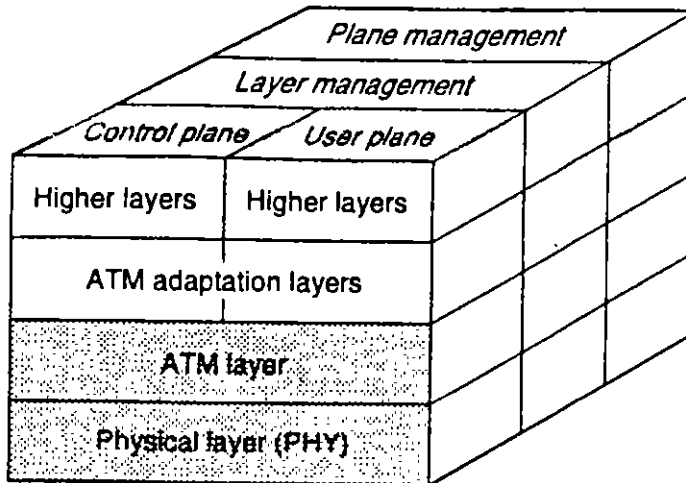 Plane management
Layer management
Control plane User plane
Higher layers Higher layers
ATM adaptation layers
ATM layer
Physical layer (PHY)